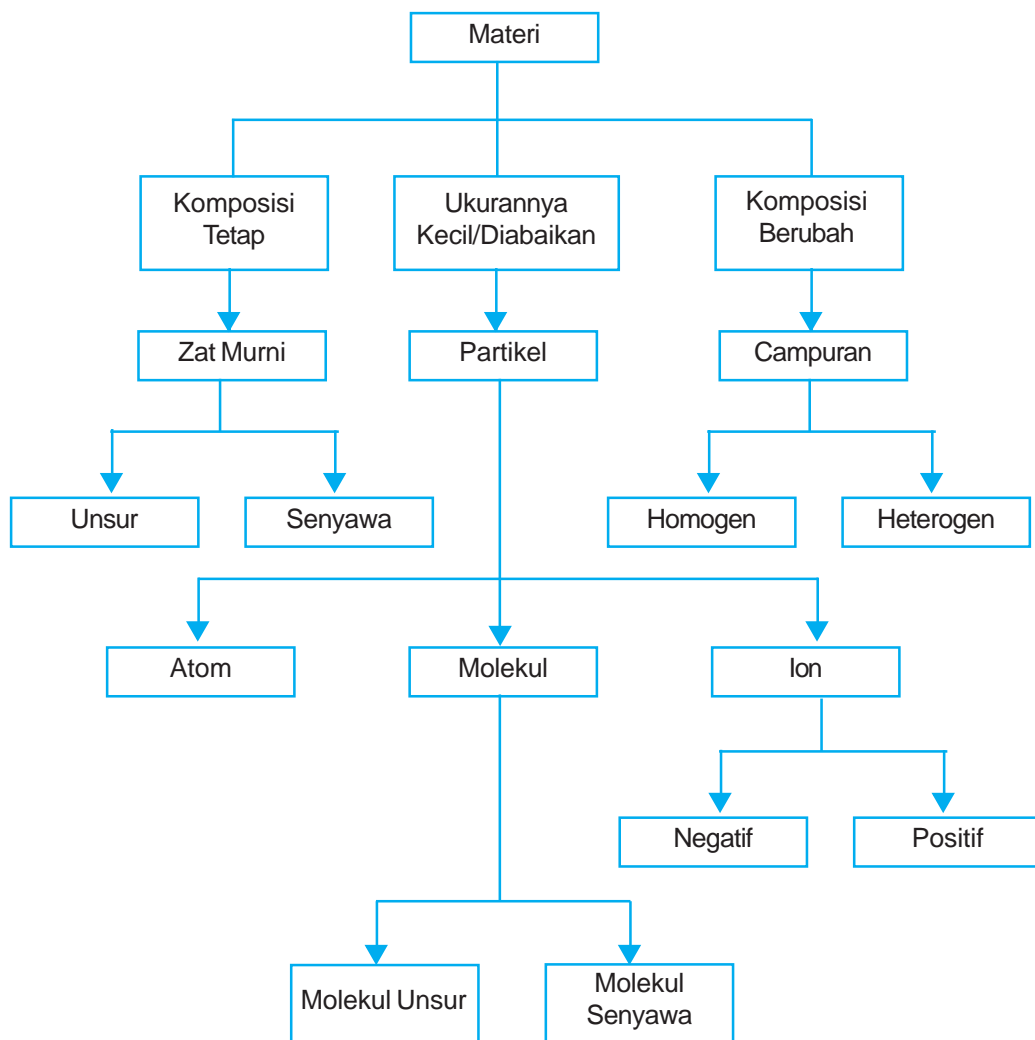 Materi
Komposisi
Tetap
Ukurannya
Kecil/Diabaikan
Komposisi
Berubah
Zat Murni
Partikel
Campuran
Unsur
Senyawa
Homogen
Heterogen
Atom
Molekul
Ion
Negatif
Positif
Molekul Unsur
Molekul
Senyawa